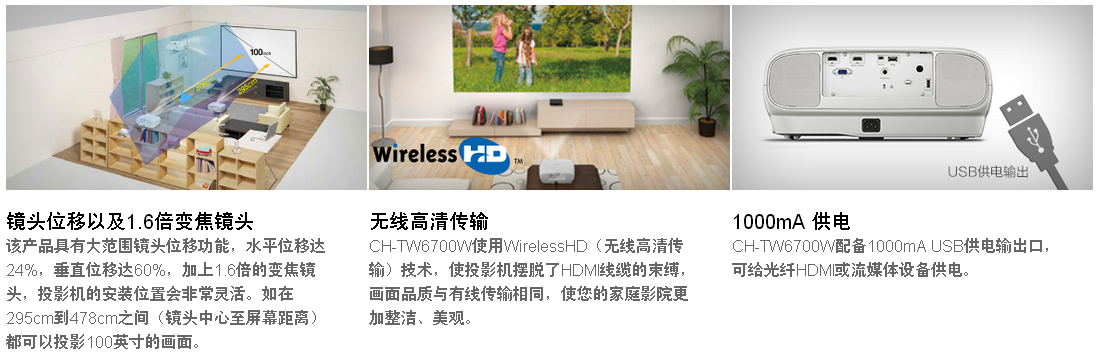 100inch
295cm
Wireless HD TM
USB供电输出
镜头位移以及1.6倍变焦镜头
该产品具有大范围镜头位移功能，水平位移达
24%，垂直位移达60%，加上1.6倍的变焦镜
头，投影机的安装位置会非常灵活。如在
295cm到478cm之间（镜头中心至屏幕距离）
都可以投影100英寸的画面。
无线高清传输
CH-TW6700W使用WirelessHD（无线高清传
输）技术，使投影机摆脱了HDMI线缆的束缚，
画面品质与有线传输相同，使您的家庭影院更
加整洁、美观。
1000mA 供电
CH-TW6700W配备1000mA USB供电输出口，
可给光纤HDMI或流媒体设备供电。